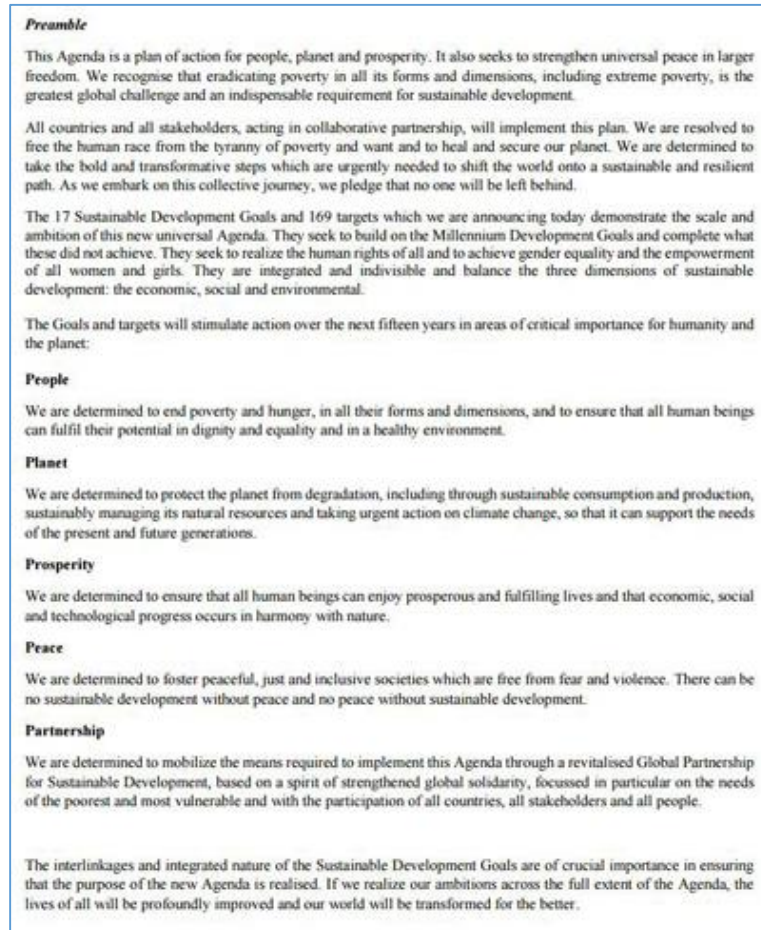 Preamble
This Agenda is a plan of action for people, planet and prosperity. It also seeks to strengthen universal peace in larger
freedom. We recognise that eradicating poverty in all its forms and dimensions, including extreme poverty, is the
greatest global challenge and an indispensable requirement for sustainable development.
All countries and all stakeholders, acting in collaborative partnership, will implement this plan. We are resolved to
free the human race from the tyranny of poverty and want and to heal and secure our planet. We are determined to
take the bold and transformative steps which are urgently needed to shift the world onto a sustainable and resilient
path. As we embark on this collective journey, we pledge that no one will be left behind.
The 17 Sustainable Development Goals and 169 targets which we are announcing today demonstrate the scale and
ambition of this new universal Agenda. They seek to build on the Millennium Development Goals and complete what
these did not achieve. They seek to realize the human rights of all and to achieve gender equality and the empowerment
of all women and girls. They are integrated and indivisible and balance the three dimensions of sustainable
development: the economic, social and environmental.
The Goals and targets will stimulate action over the next fifteen years in areas of critical importance for humanity and
the planet:
People
We are determined to end poverty and hunger, in all their forms and dimensions, and to ensure that all human beings
can fulfil their potential in dignity and equality and in a healthy environment.
Planet
We are determined to protect the planet from degradation, including through sustainable consumption and production,
sustainably managing its natural resources and taking urgent action on climate change, so that it can support the needs
of the present and future generations.
Prosperity
We are determined to ensure that all human beings can enjoy prosperous and fulfilling lives and that economic, social
and technological progress occurs in harmony with nature.
Peace
We are determined to foster peaceful, just and inclusive societies which are free from fear and violence. There can be
no sustainable development without peace and no peace without sustainable development.
Partnership
We are determined to mobilize the means required to implement this Agenda through a revitalised Global Partnership
for Sustainable Development, based on a spirit of strengthened global solidarity, focussed in particular on the needs
of the poorest and most vulnerable and with the participation of all countries, all stakeholders and all people.
The interlinkages and integrated nature of the Sustainable Development Goals are of crucial importance in ensuring
that the purpose of the new Agenda is realised. If we realize our ambitions across the full extent of the Agenda, the
lives of all will be profoundly improved and our world will be transformed for the better.